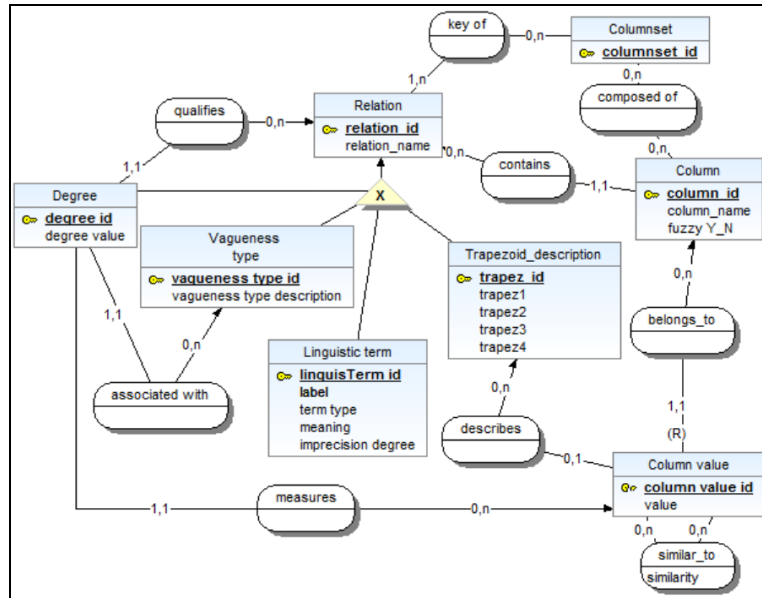 key of
0,n
Columnset
columnset_id
1,n
0,n
qualifies
0,n
Relation
relation_id
relation_name
composed of
0,n
0,n
contains
1,1
1,1
Column
column_id
column_name
fuzzy Y_N
Degree
degree id
degree value
X
Vagueness
type
vagueness type id
vagueness type description
Trapezoid_description
trapez_id
trapez1
trapez2
trapez3
trapez4
0,n
belongs_to
1,1
0,n
Linguistic term
linguisTerm id
label
term type
meaning
imprecision degree
associated with
0,n
describes
0,1
1,1
(R)
Column value
column value id
value
measures
1,1
0,n
0,n
0,n
similar_to
similarity